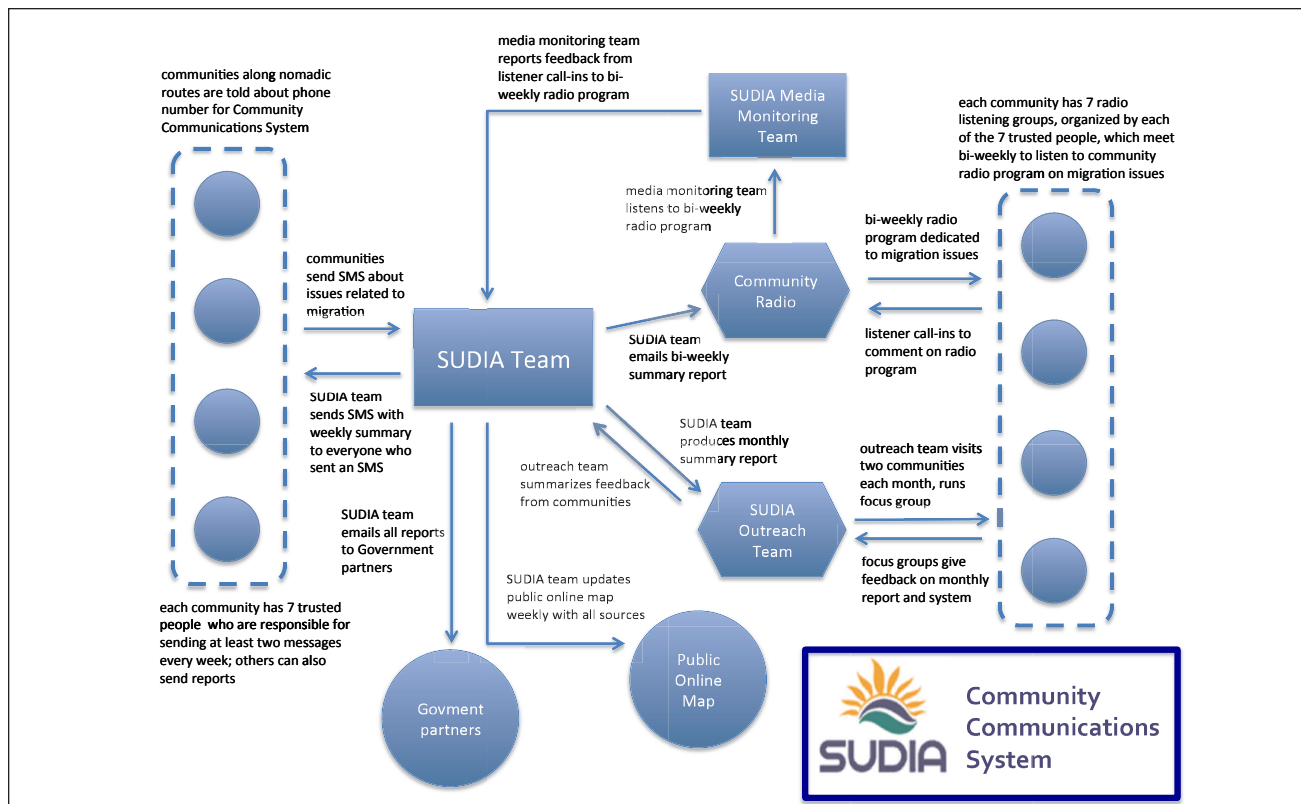 media monitoring team
reports feedback from
listener call-ins to bi-
weekly radio program
communities along nomadic
routes are told about phone
number for Community
Communications System
SUDIA Media
Monitoring
Team
each community has 7 radio
listening groups, organized by each
of the 7 trusted people, which meet
bi-weekly to listen to community
radio program on migration issues
media monitoring team
listens to bi-weekly
radio program
bi-weekly radio
program dedicated
to migration issues
communities
send SMS about
issues related to
migration
Community
Radio
SUDIA Team
SUDIA team
emails bi-weekly
summary report
listener call-ins to
comment on radio
program
SUDIA team
sends SMS with
weekly summary
to everyone who
sent an SMS
SUDIA team
produces monthly
summary report
outreach team
summarizes feedback
from communities
outreach team visits
two communities
each month, runs
focus group
SUDIA
Outreach
Team
SUDIA team
emails all reports
to Government
partners
focus groups give
feedback on monthly
report and system
SUDIA team updates
public online map
weekly with all sources
each community has 7 trusted
people who are responsible for
sending at least two messages
every week; others can also
send reports
Govment
partners
Public
Online
Map
SUDIA
Community
Communications
System